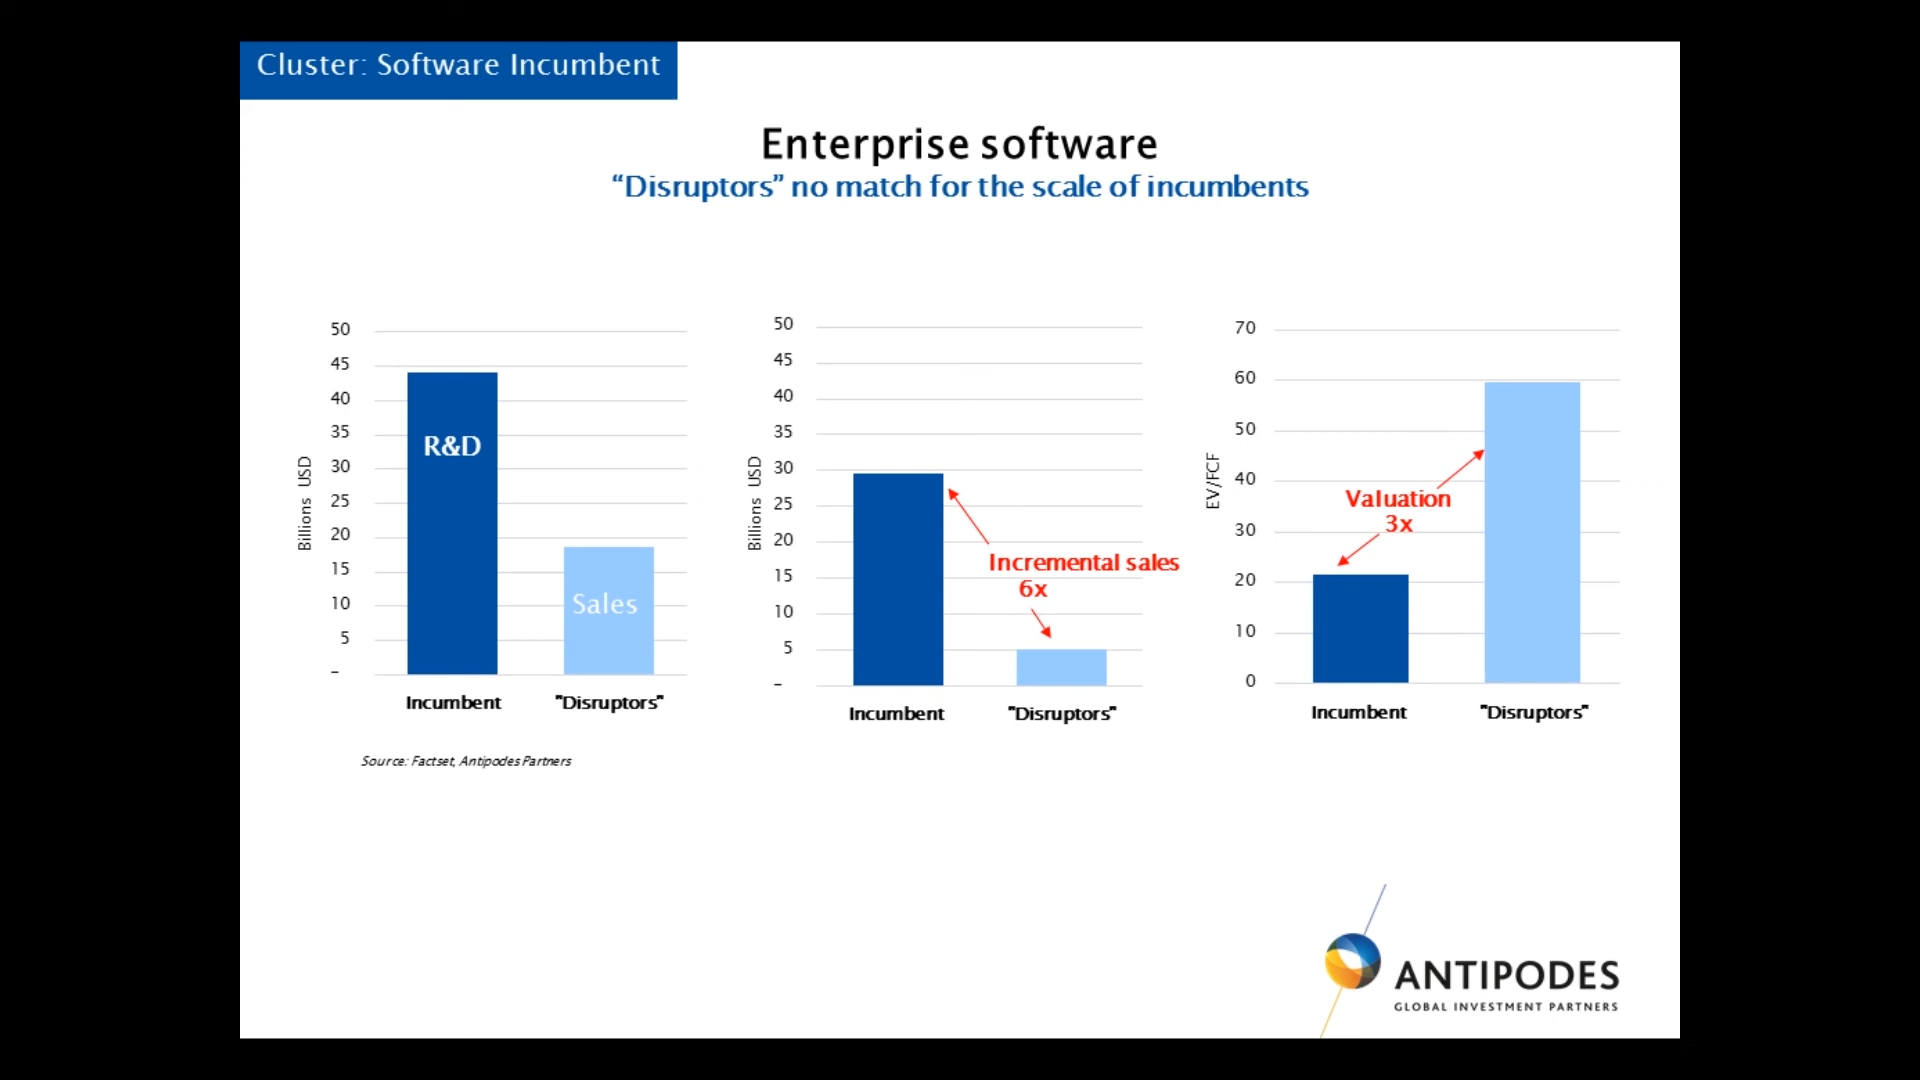 Cluster: Software Incumbent
Enterprise software
“Disruptors” no match for the scale of incumbents
50
45
40
35
30
25
20
15
10
5
–
Billions USD
R&D
Sales
Incumbent
"Disruptors"
50
45
40
35
30
25
20
15
10
5
–
Billions USD
Incremental sales
6x
Incumbent
"Disruptors"
70
60
50
40
30
20
10
0
EV/FCF
Valuation
3x
Incumbent
"Disruptors"
Source: Factset, Antipodes Partners
ANTIPODES
GLOBAL INVESTMENT PARTNERS